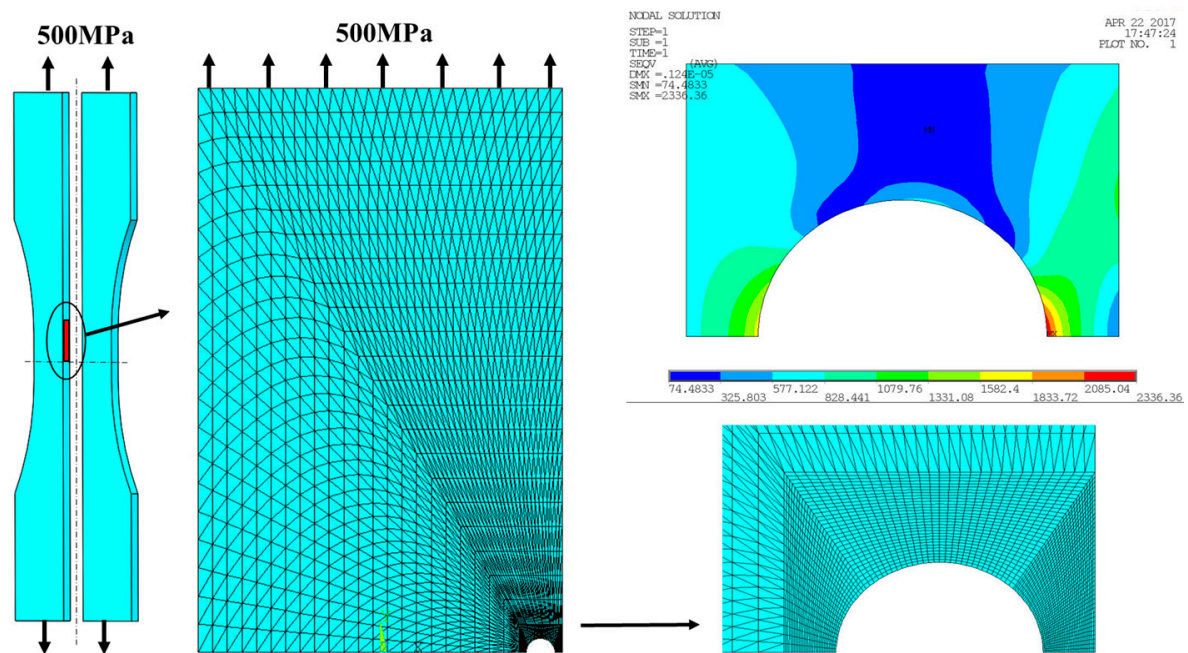 500MPa
500MPa
NODAL SOLUTION
STEP=1
SUB =1
TIME=1
SEQV (AVG)
DMX =.124E-05
SMN =74.4833
SMX =2336.36
APR 22 2017
17:47:24
PLOT NO. 1
MX
74.4833 577.122 1079.76 1582.4 2085.04
325.803 828.441 1331.08 1833.72 2336.36